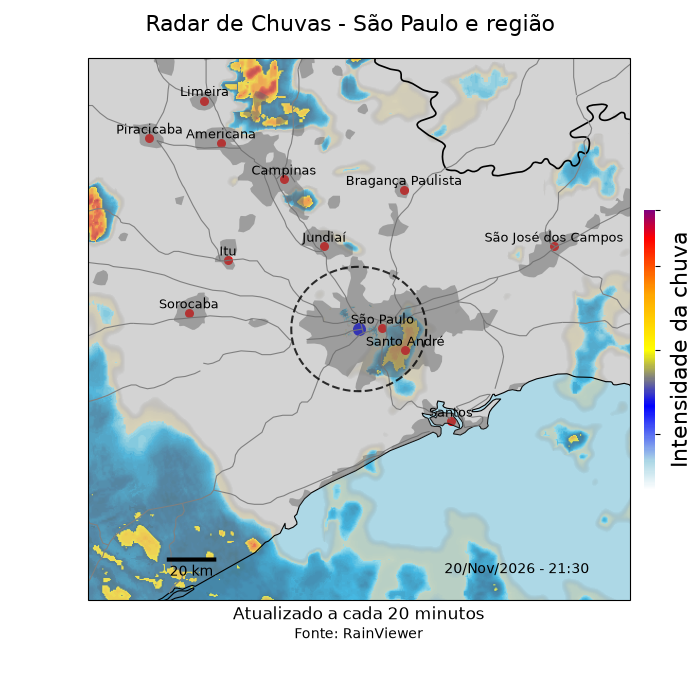 Radar de Chuvas - São Paulo e região
Limeira
Piracicaba
Americana
Campinas
Bragança Paulista
Jundiaí
São José dos Campos
Itu
Sorocaba
São Paulo
Santo André
Santos
20 km
20/Nov/2026 - 21:30
Intensidade da chuva
Atualizado a cada 20 minutos
Fonte: RainViewer